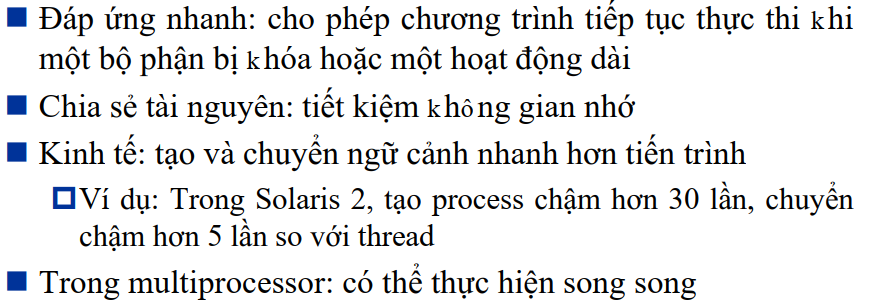 Đáp ứng nhanh: cho phép chương trình tiếp tục thực thi khi
một bộ phận bị khóa hoặc một hoạt động dài
Chia sẻ tài nguyên: tiết kiệm không gian nhớ
Kinh tế: tạo và chuyển ngữ cảnh nhanh hơn tiến trình
Ví dụ: Trong Solaris 2, tạo process chậm hơn 30 lần, chuyển
chậm hơn 5 lần so với thread
Trong multiprocessor: có thể thực hiện song song